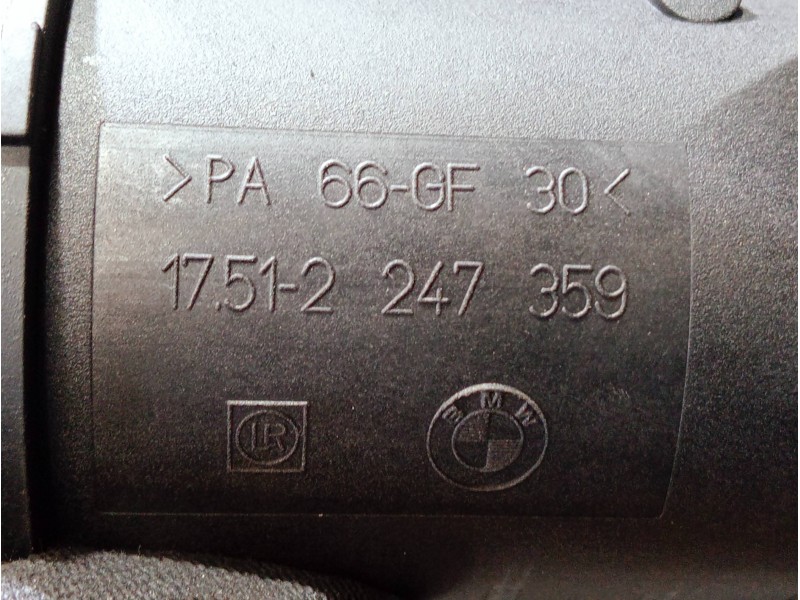 >PA 66-GF 30<
17.51-2 247 359
LR
BMW